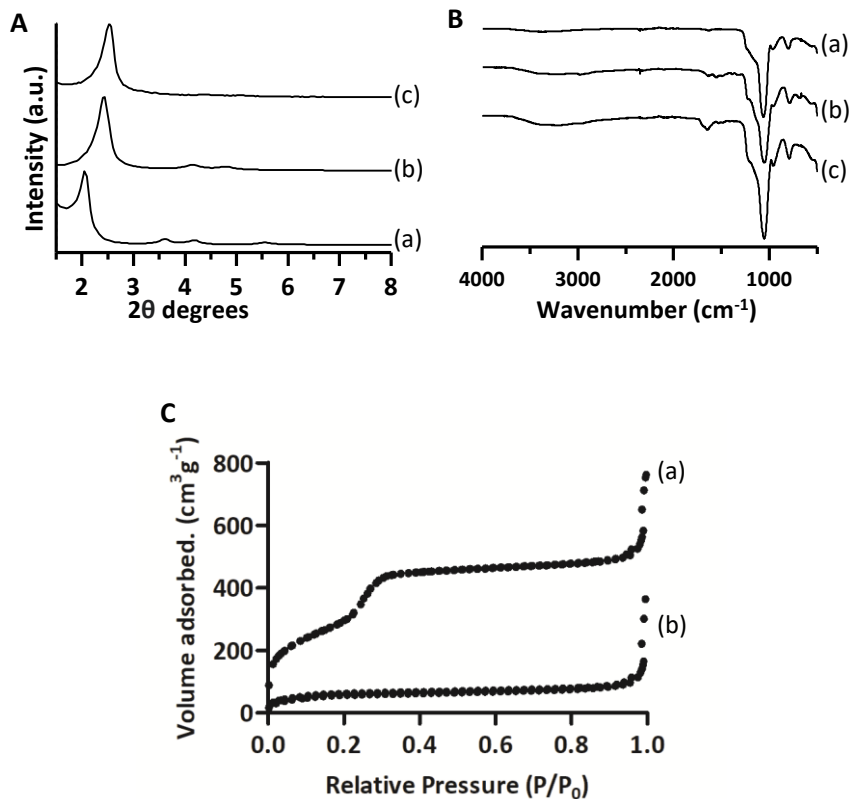 A
Intensity (a.u.)
(c)
(b)
(a)
2 3 4 5 6 7 8
2θ degrees
B
(a)
(b)
(c)
4000 3000 2000 1000
Wavenumber (cm⁻¹)
C
Volume adsorbed. (cm³g⁻¹)
800
600
400
200
0
(a)
(b)
0.0 0.2 0.4 0.6 0.8 1.0
Relative Pressure (P/P₀)